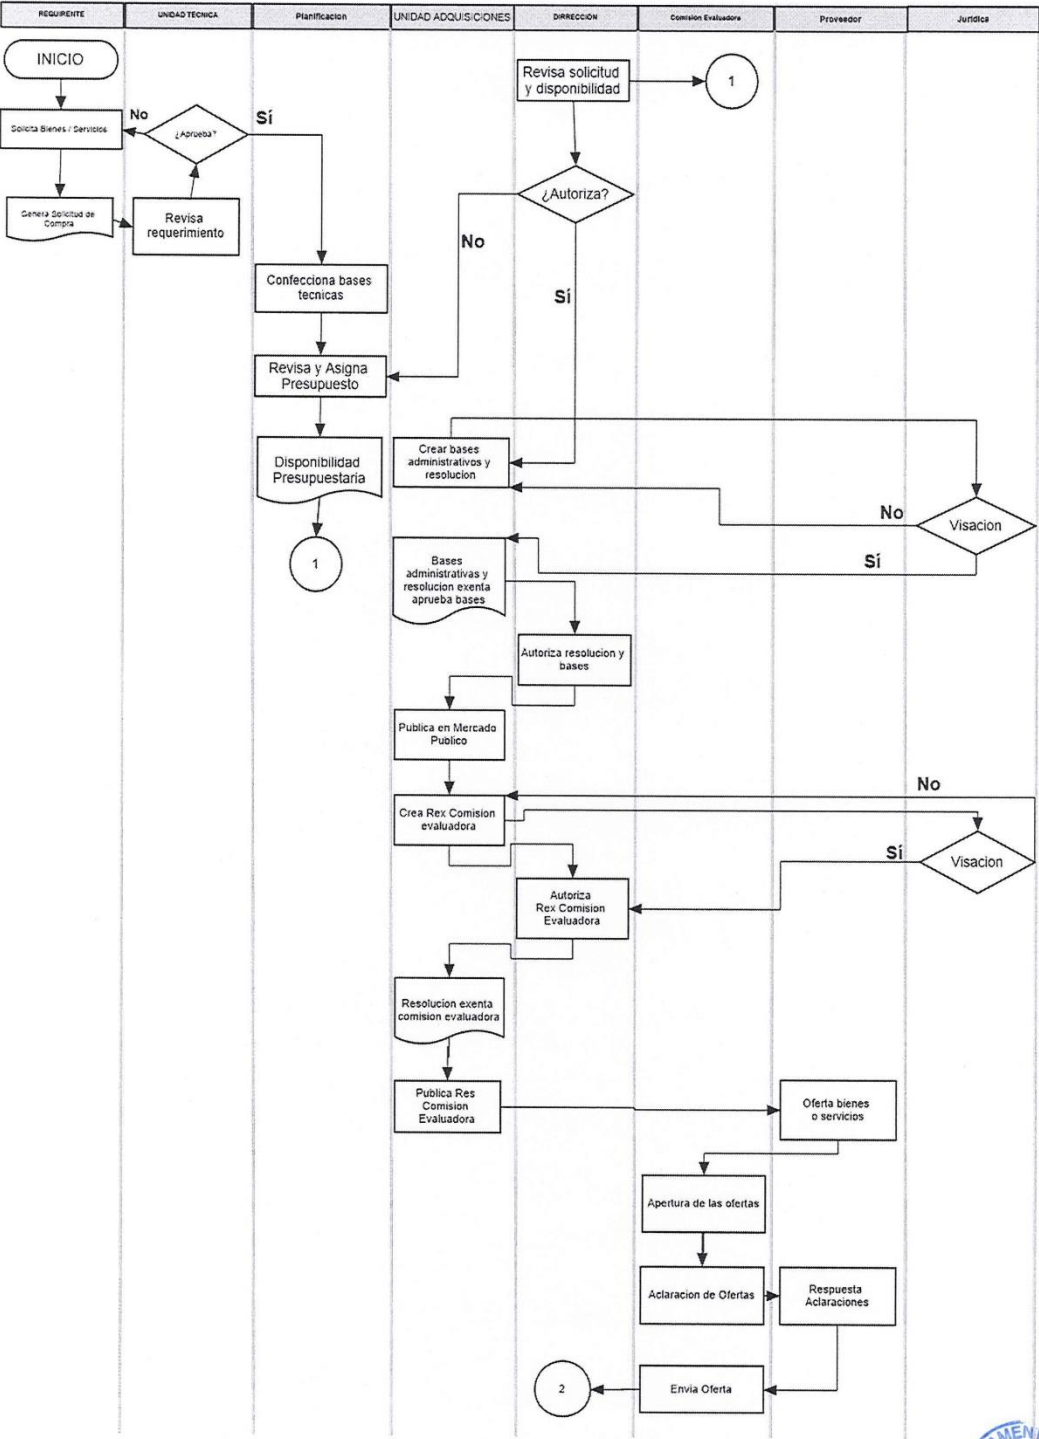 REQUIRENTE
UNIDAD TECNICA
Planificacion
UNIDAD ADQUISICIONES
DIRRECCION
Comision Evaluadora
Proveedor
Juridica
INICIO
Revisa solicitud
y disponibilidad
1
Solicita Bienes / Servicios
No
¿Aprueba?
Sí
Genera Solicitud de
Compra
Revisa
requerimiento
¿Autoriza?
No
Sí
Confecciona bases
tecnicas
Revisa y Asigna
Presupuesto
Disponibilidad
Presupuestaria
1
Crear bases
administrativos y
resolucion
No
Visacion
Sí
Bases
administrativas y
resolucion exenta
aprueba bases
Autoriza resolucion y
bases
Publica en Mercado
Publico
No
Crea Rex Comision
evaluadora
Sí
Visacion
Autoriza
Rex Comision
Evaluadora
Resolucion exenta
comision evaluadora
Publica Res
Comision
Evaluadora
Oferta bienes
o servicios
Apertura de las ofertas
Aclaracion de Ofertas
Respuesta
Aclaraciones
2
Envia Oferta